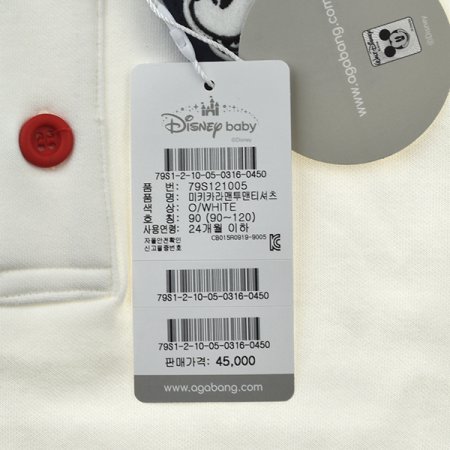 www.agabang.com
©Disney
Disney baby
©Disney
79S1-2-10-05-0316-0450
품 번: 79S121005
품 명: 미키카라맨투맨티셔츠
색 상: O/WHITE
호 칭: 90 (90~120)
사용연령: 24개월 이하
자율안전확인
신고필증번호 CB015R0919-9005
79S1-2-10-05-0316-0450
79S1-2-10-05-0316-0450
판매가격: 45,000
www.agabang.com